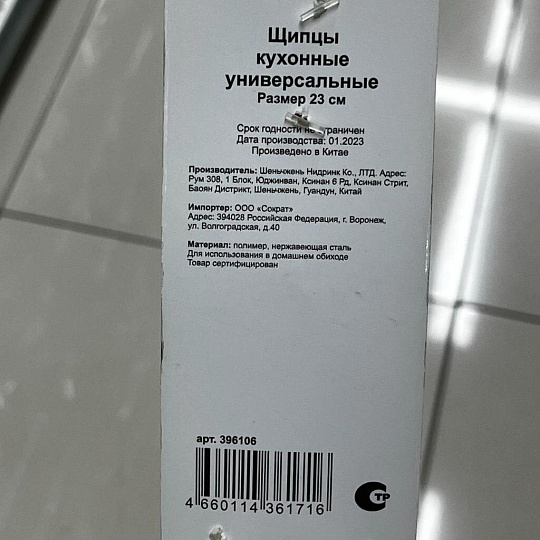 Щипцы
кухонные
универсальные
Размер 23 см
Срок годности не ограничен
Дата производства: 01.2023
Произведено в Китае
Производитель: Шеньчжень Нидринк Ко., ЛТД. Адрес:
Рум 308, 1 Блок, Юджинван, Ксинан 6 Рд, Ксинан Стрит,
Баоян Дистрикт, Шеньчжень, Гуандун, Китай
Импортер: ООО «Сократ»
Адрес: 394028 Российская Федерация, г. Воронеж,
ул. Волгоградская, д.40
Материал: полимер, нержавеющая сталь
Для использования в домашнем обиходе
Товар сертифицирован
арт. 396106
4 660114 361716
СТР